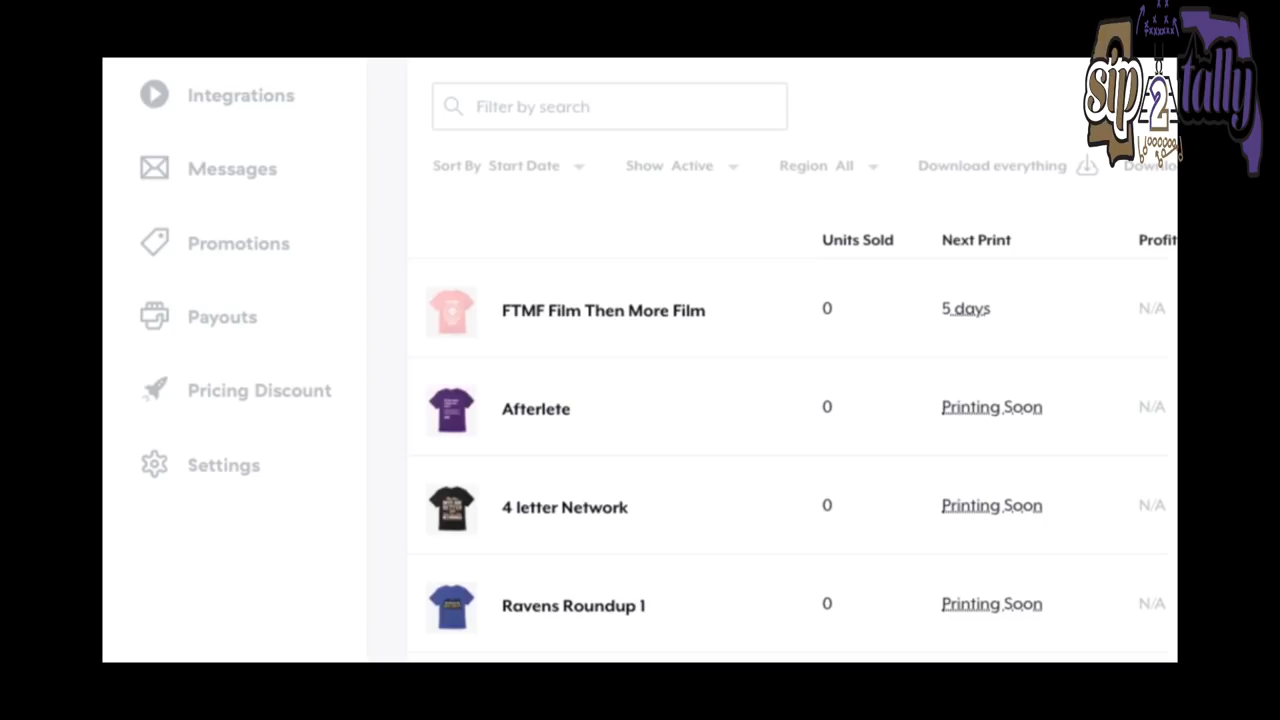 sip 2 tally
Integrations
Messages
Promotions
Payouts
Pricing Discount
Settings
Filter by search
Sort By Start Date Show Active Region All Download everything
Units Sold Next Print Profit
FTMF Film Then More Film 0 5 days N/A
Afterlete 0 Printing Soon N/A
4 letter Network 0 Printing Soon N/A
Ravens Roundup 1 0 Printing Soon N/A